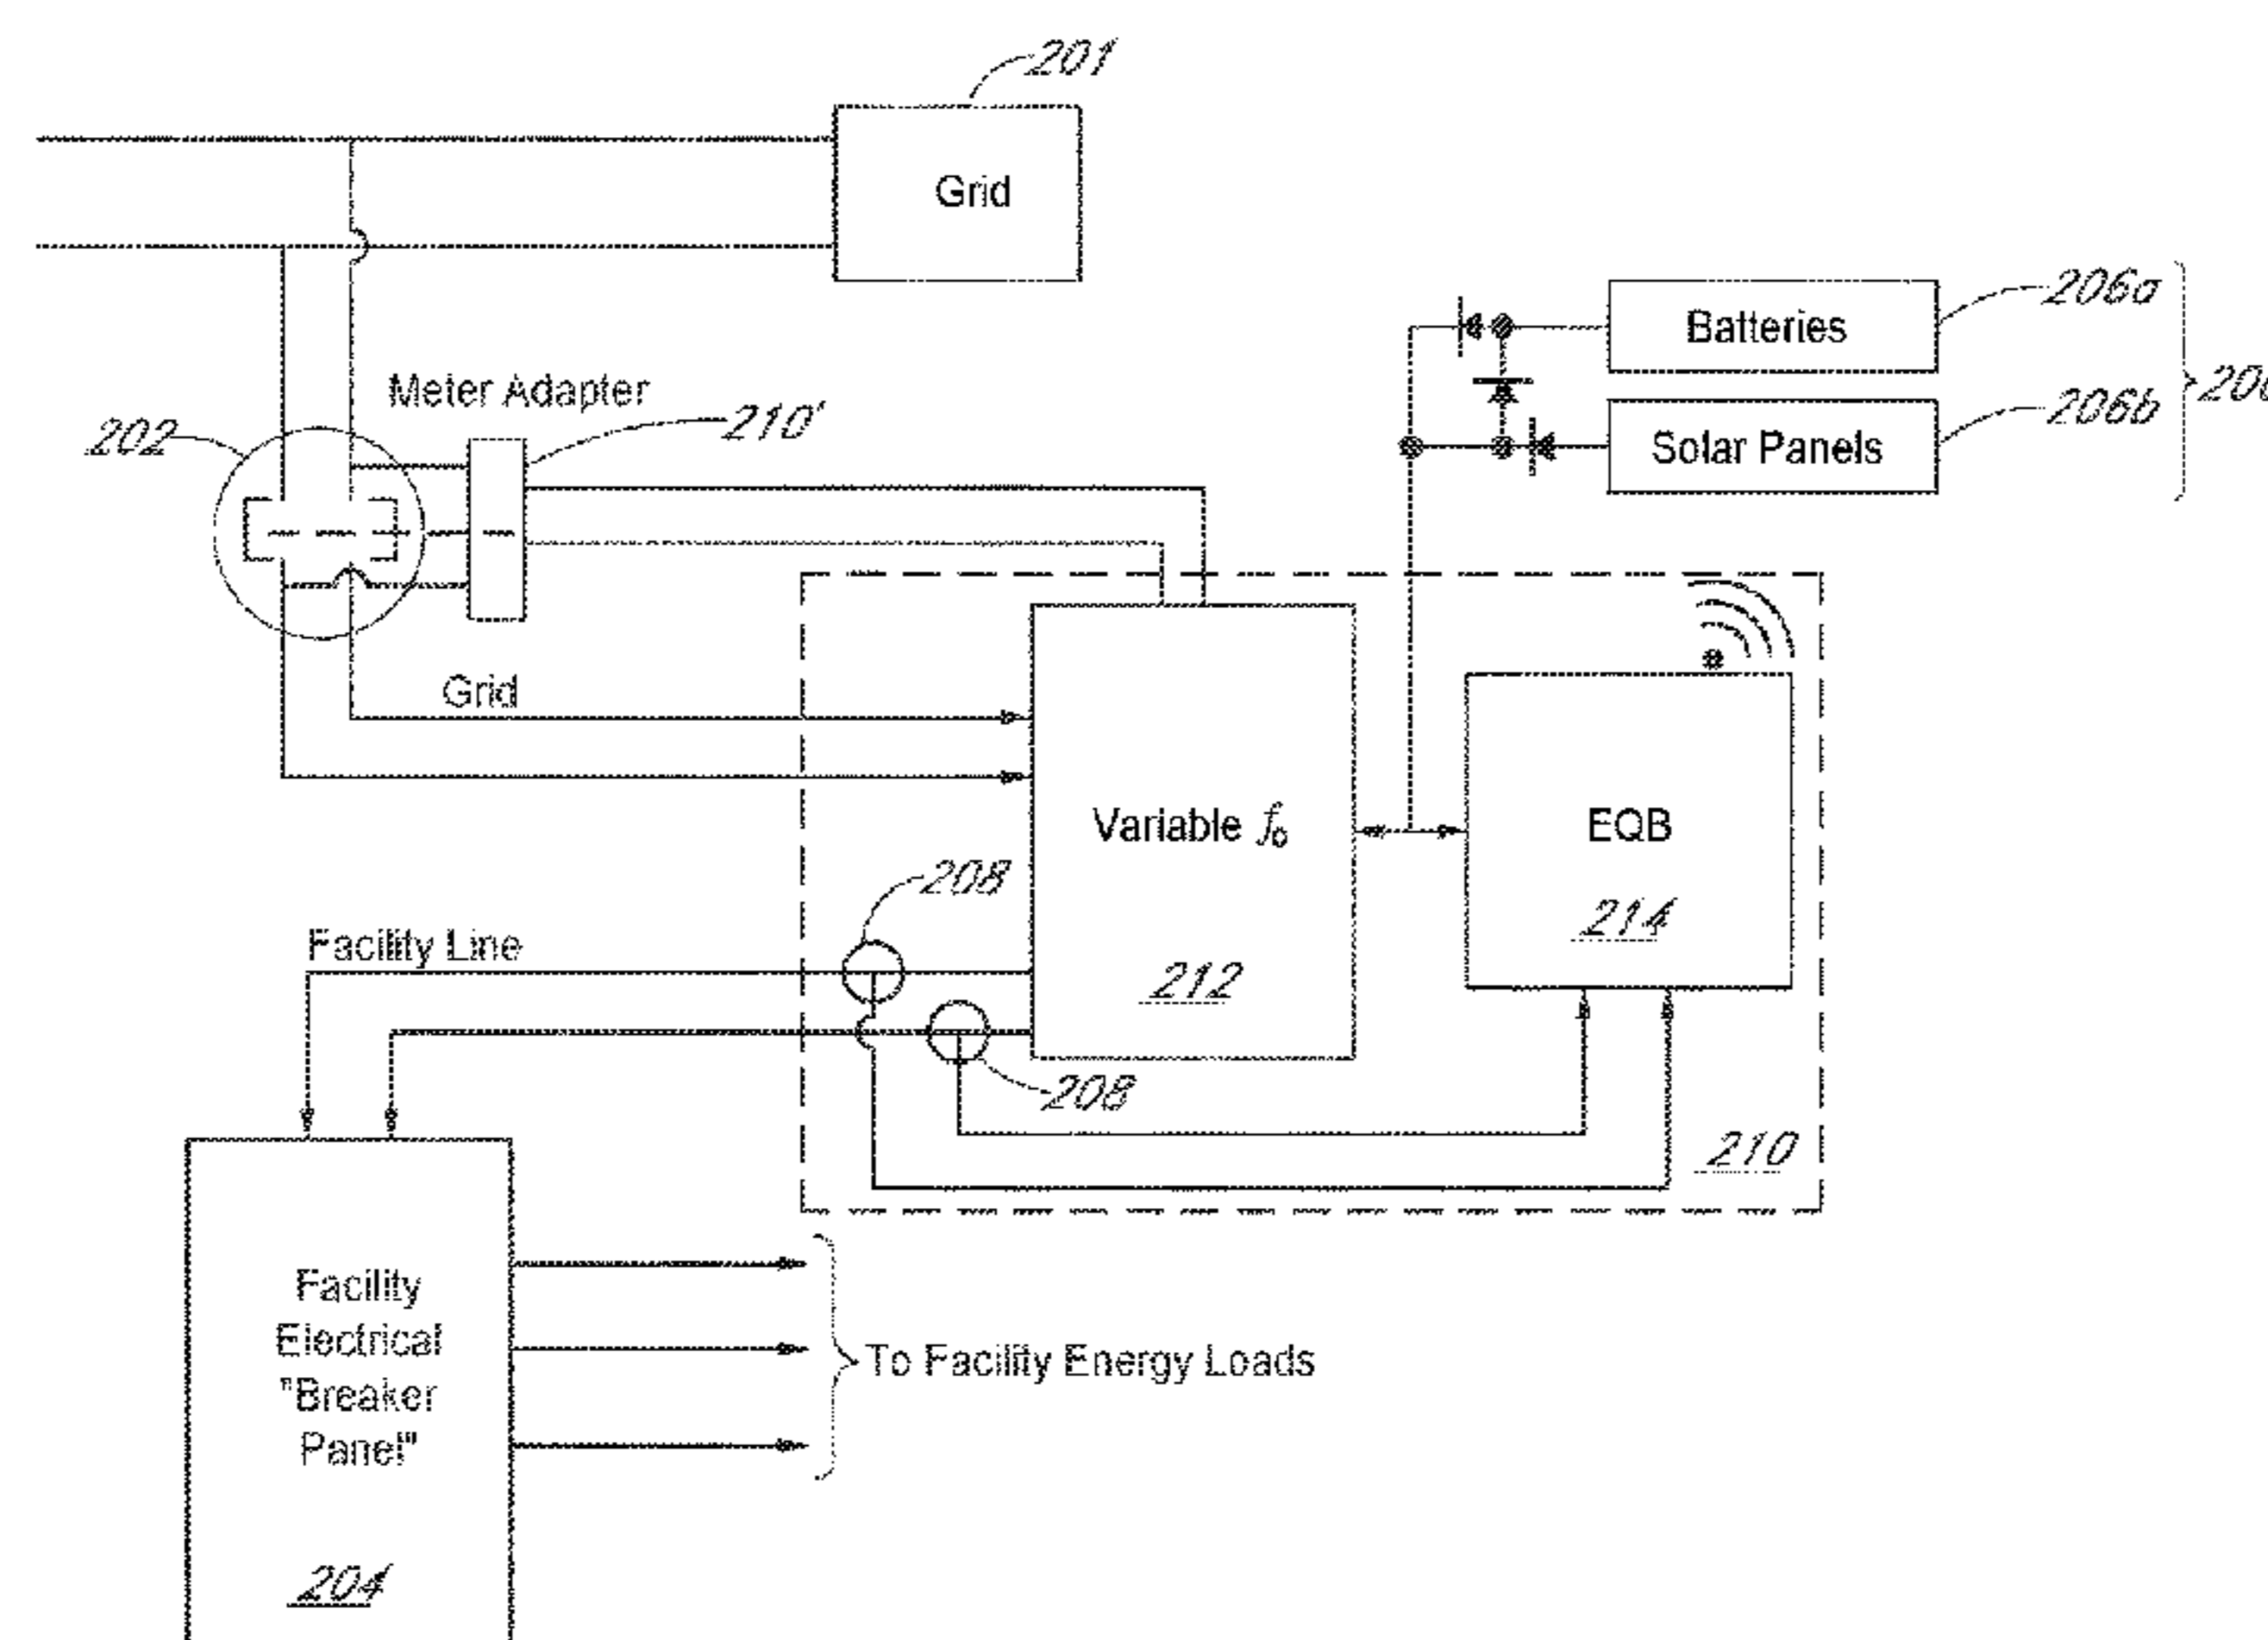 201
Grid
206a
Batteries
Meter Adapter
210'
206b
202
Solar Panels
Grid
Variable fo
EQB
208
214
Facility Line
212
208
210
Facility
Electrical
"Breaker
Panel"
To Facility Energy Loads
204